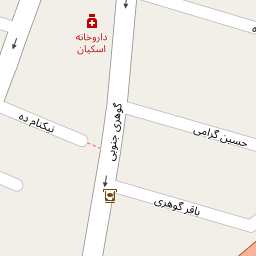 داروخانه
اسکیان
گوهری جنوبی
حسین گرامی
نیکنام ده
باقر گوهری